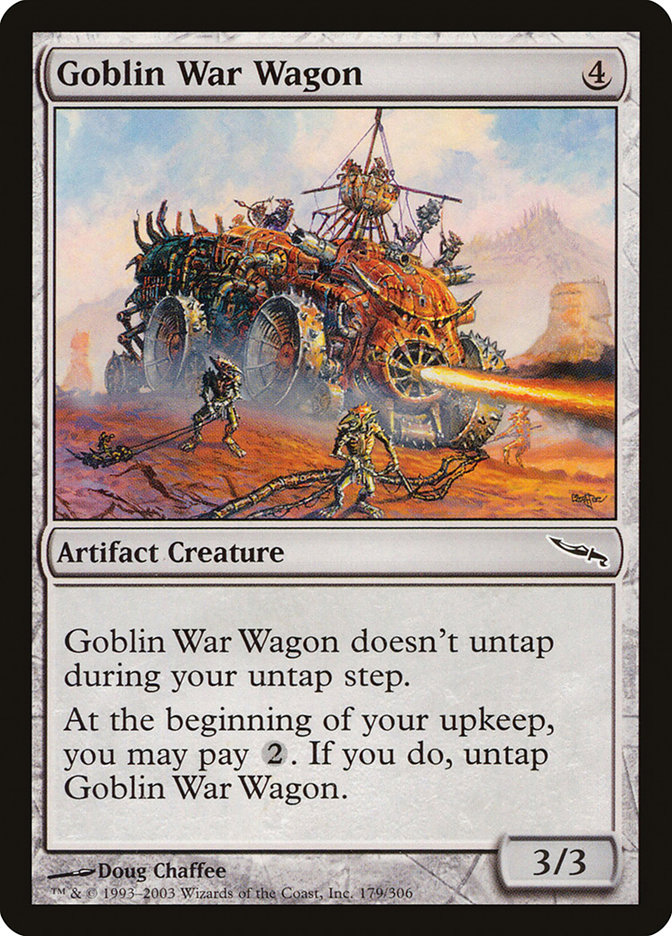 Goblin War Wagon 4
Artifact Creature
Goblin War Wagon doesn't untap
during your untap step.
At the beginning of your upkeep,
you may pay 2. If you do, untap
Goblin War Wagon.
3/3
Doug Chaffee
™ & © 1993–2003 Wizards of the Coast, Inc. 179/306